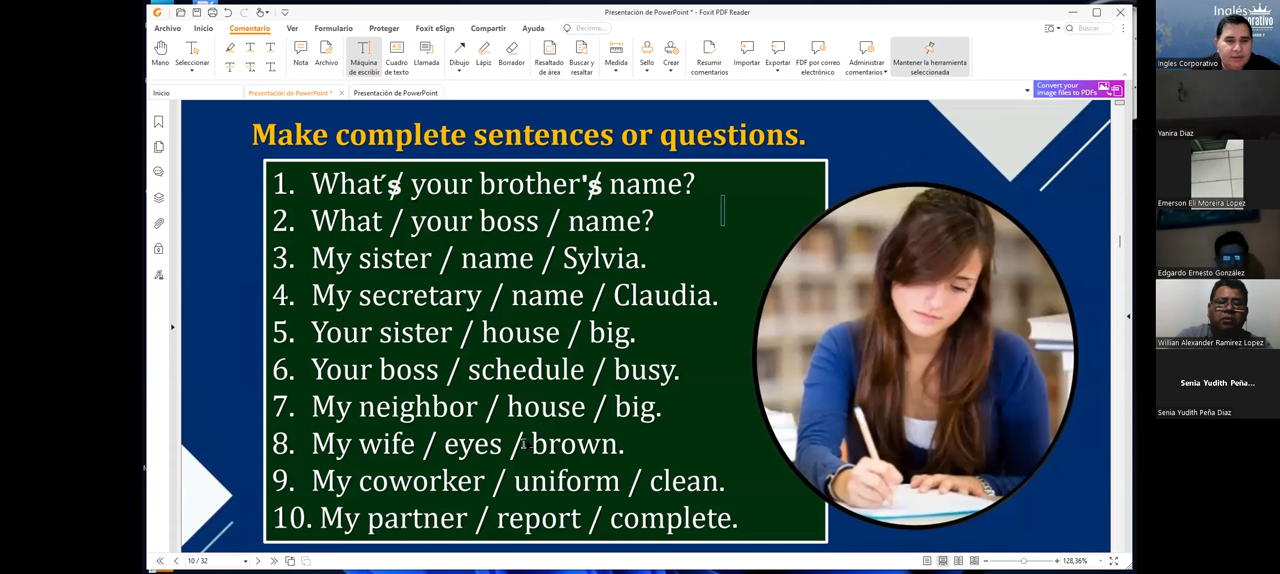 Presentación de PowerPoint * - Foxit PDF Reader
Archivo Inicio Comentario Ver Formulario Proteger Foxit eSign Compartir Ayuda Decirme... Buscar
Mano Seleccionar Nota Archivo Máquina de escribir Cuadro de texto Llamada Dibujo Lápiz Borrador Resaltado de área Buscar y resaltar Medida Sello Crear Resumir comentarios Importar Exportar PDF por correo electrónico Administrar comentarios Mantener la herramienta seleccionada
Inicio Presentación de PowerPoint * Presentación de PowerPoint
Convert your image files to PDFs
Make complete sentences or questions.
1. What´s/ your brother's/ name?
2. What / your boss / name?
3. My sister / name / Sylvia.
4. My secretary / name / Claudia.
5. Your sister / house / big.
6. Your boss / schedule / busy.
7. My neighbor / house / big.
8. My wife / eyes / brown.
9. My coworker / uniform / clean.
10. My partner / report / complete.
10 / 32
128,36%
Inglés
Ingles Corporativo
Yanira Diaz
Emerson Eli Moreira Lopez
Edgardo Ernesto González
Willian Alexander Ramirez Lopez
Senia Yudith Peña...
Senia Yudith Peña Diaz